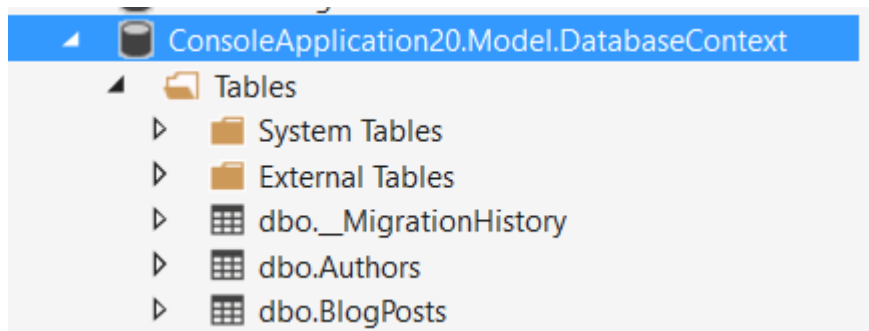 ConsoleApplication20.Model.DatabaseContext
Tables
System Tables
External Tables
dbo.__MigrationHistory
dbo.Authors
dbo.BlogPosts